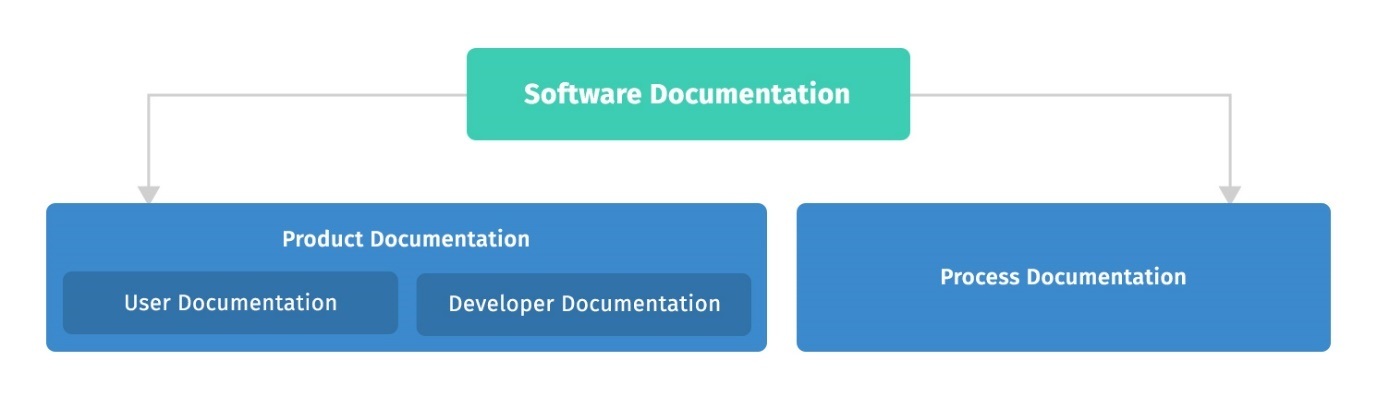 Software Documentation
Product Documentation
User Documentation
Developer Documentation
Process Documentation